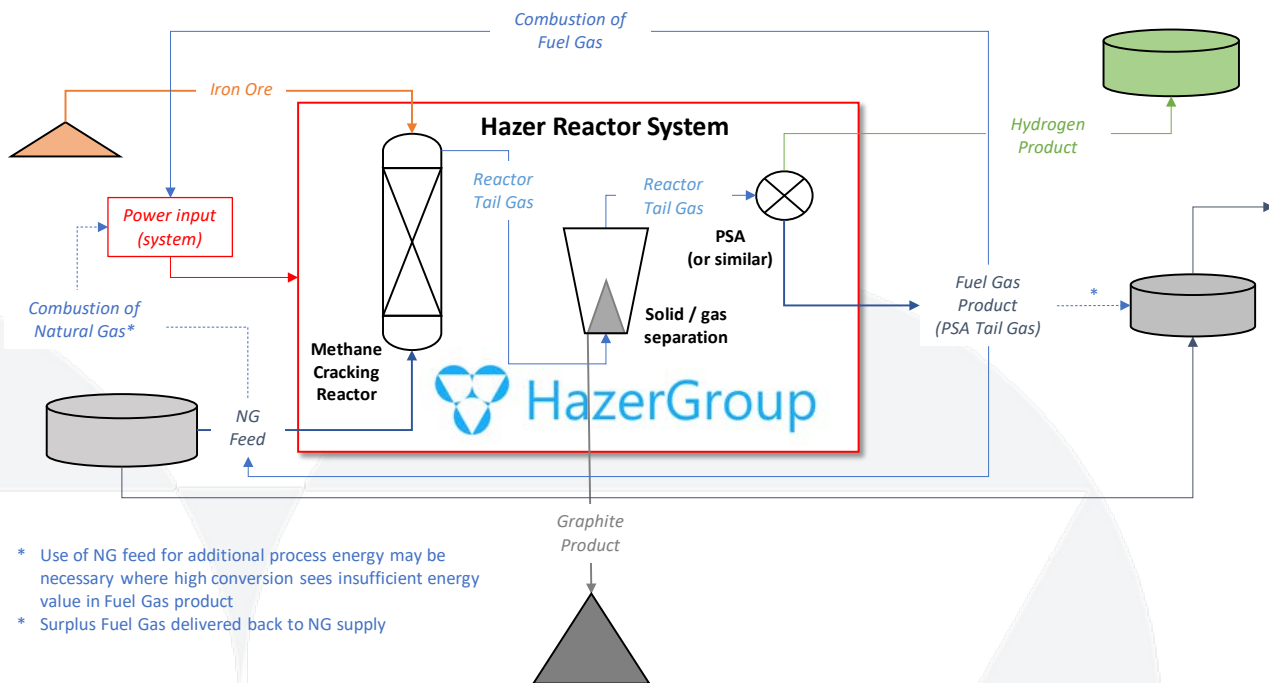 Combustion of
Fuel Gas
Iron Ore
Hazer Reactor System
Hydrogen
Product
Reactor
Tail Gas
Reactor
Tail Gas
Power input
(system)
PSA
(or similar)
Fuel Gas
Product
(PSA Tail Gas)
*
Combustion of
Natural Gas*
Solid / gas
separation
Methane
Cracking
Reactor
HazerGroup
NG
Feed
Graphite
Product
* Use of NG feed for additional process energy may be
necessary where high conversion sees insufficient energy
value in Fuel Gas product
* Surplus Fuel Gas delivered back to NG supply